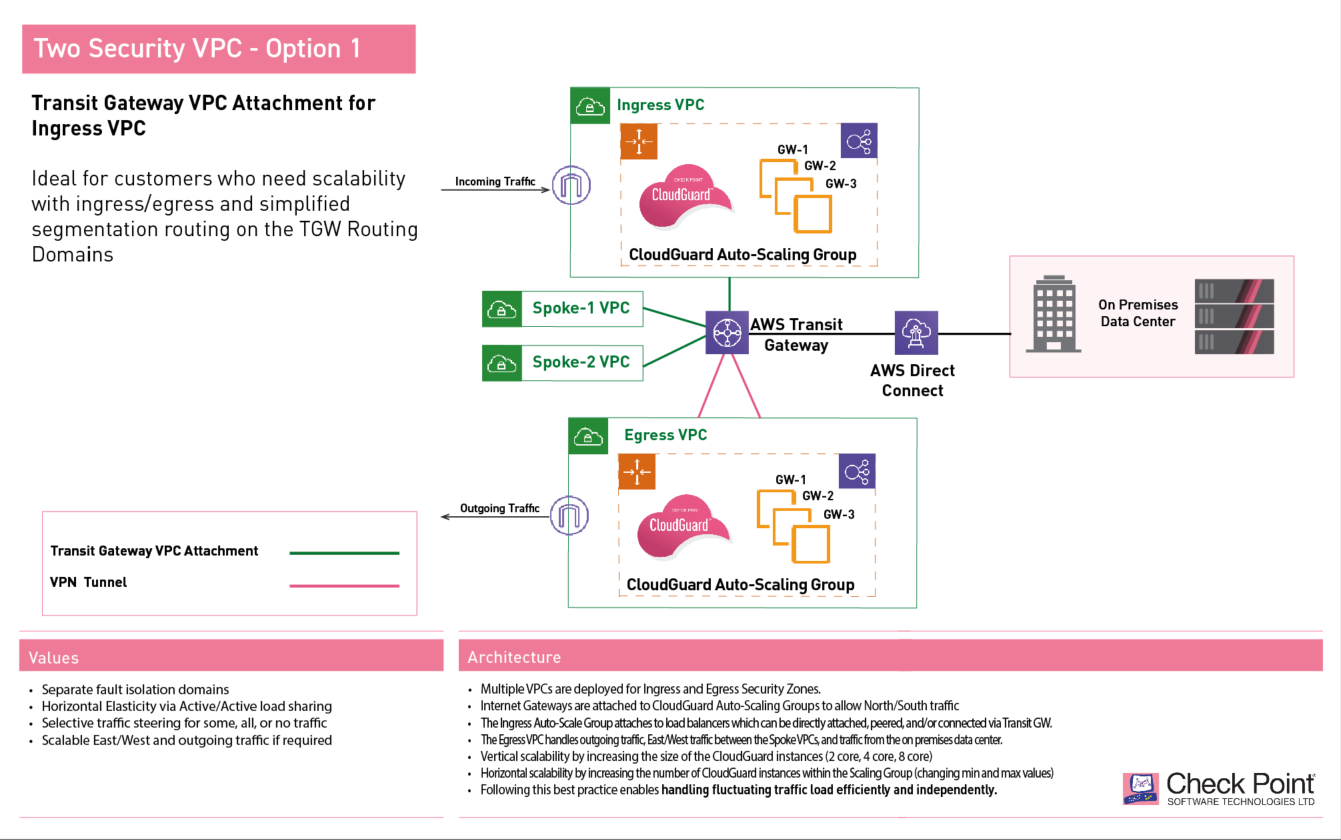 Two Security VPC - Option 1
Transit Gateway VPC Attachment for
Ingress VPC
Ideal for customers who need scalability
with ingress/egress and simplified
segmentation routing on the TGW Routing
Domains
Ingress VPC
Incoming Traffic
CHECK POINT
CloudGuard
GW-1
GW-2
GW-3
CloudGuard Auto-Scaling Group
Spoke-1 VPC
Spoke-2 VPC
AWS Transit
Gateway
AWS Direct
Connect
On Premises
Data Center
Egress VPC
Outgoing Traffic
CloudGuard
GW-1
GW-2
GW-3
CloudGuard Auto-Scaling Group
Transit Gateway VPC Attachment
VPN Tunnel
Values
• Separate fault isolation domains
• Horizontal Elasticity via Active/Active load sharing
• Selective traffic steering for some, all, or no traffic
• Scalable East/West and outgoing traffic if required
Architecture
• Multiple VPCs are deployed for Ingress and Egress Security Zones.
• Internet Gateways are attached to CloudGuard Auto-Scaling Groups to allow North/South traffic
• The Ingress Auto-Scale Group attaches to load balancers which can be directly attached, peered, and/or connected via Transit GW.
• The Egress VPC handles outgoing traffic, East/West traffic between the Spoke VPCs, and traffic from the on premises data center.
• Vertical scalability by increasing the size of the CloudGuard instances (2 core, 4 core, 8 core)
• Horizontal scalability by increasing the number of CloudGuard instances within the Scaling Group (changing min and max values)
• Following this best practice enables handling fluctuating traffic load efficiently and independently.
Check Point
SOFTWARE TECHNOLOGIES LTD